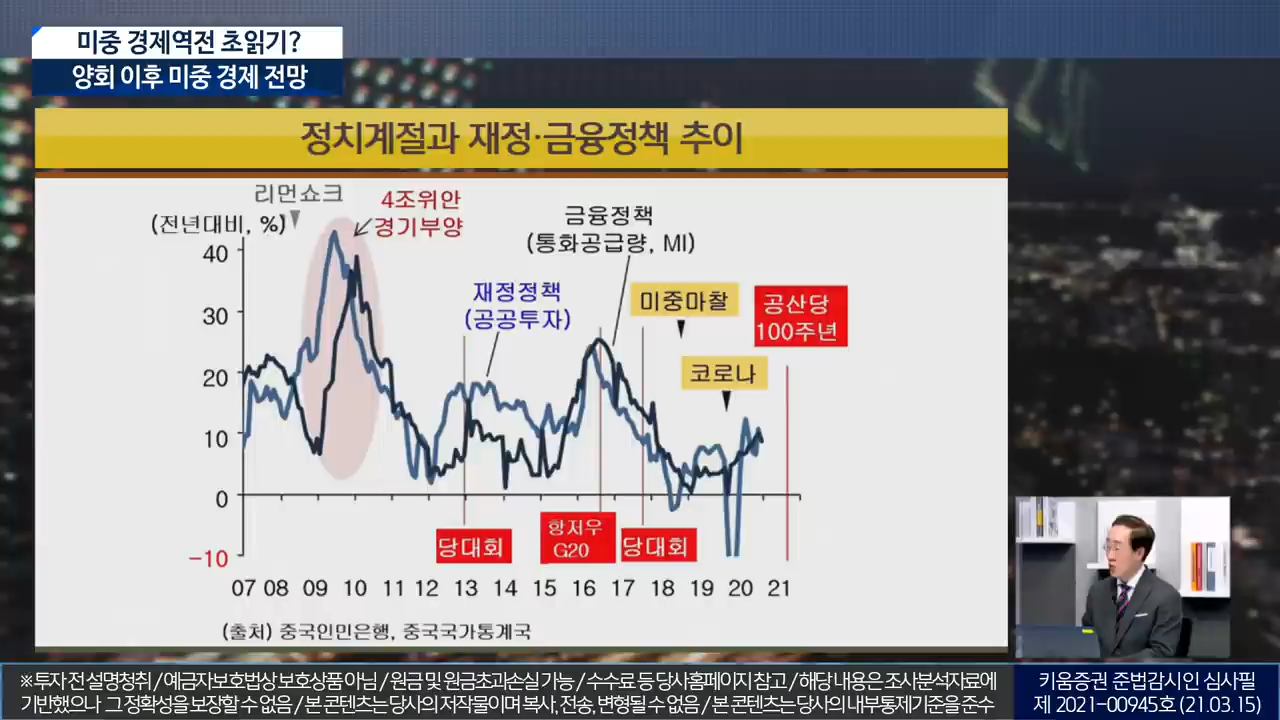 미중 경제역전 초읽기?
양회 이후 미중 경제 전망
정치계절과 재정·금융정책 추이
리먼쇼크
4조위안
경기부양
(전년대비, %)
금융정책
(통화공급량, MI)
재정정책
(공공투자)
미중마찰
공산당
100주년
코로나
40
30
20
10
0
-10
당대회
항저우
G20
당대회
07 08 09 10 11 12 13 14 15 16 17 18 19 20 21
(출처) 중국인민은행, 중국국가통계국
※ 투자 전 설명청취 / 예금자보호법상 보호상품 아님 / 원금 및 원금초과손실 가능 / 수수료 등 당사홈페이지 참고 / 해당 내용은 조사분석자료에
기반했으나 그 정확성을 보장할 수 없음 / 본 콘텐츠는 당사의 저작물이며 복사, 전송, 변형될 수 없음 / 본 콘텐츠는 당사의 내부통제기준을 준수
키움증권 준법감시인 심사필
제 2021-00945호 (21.03.15)